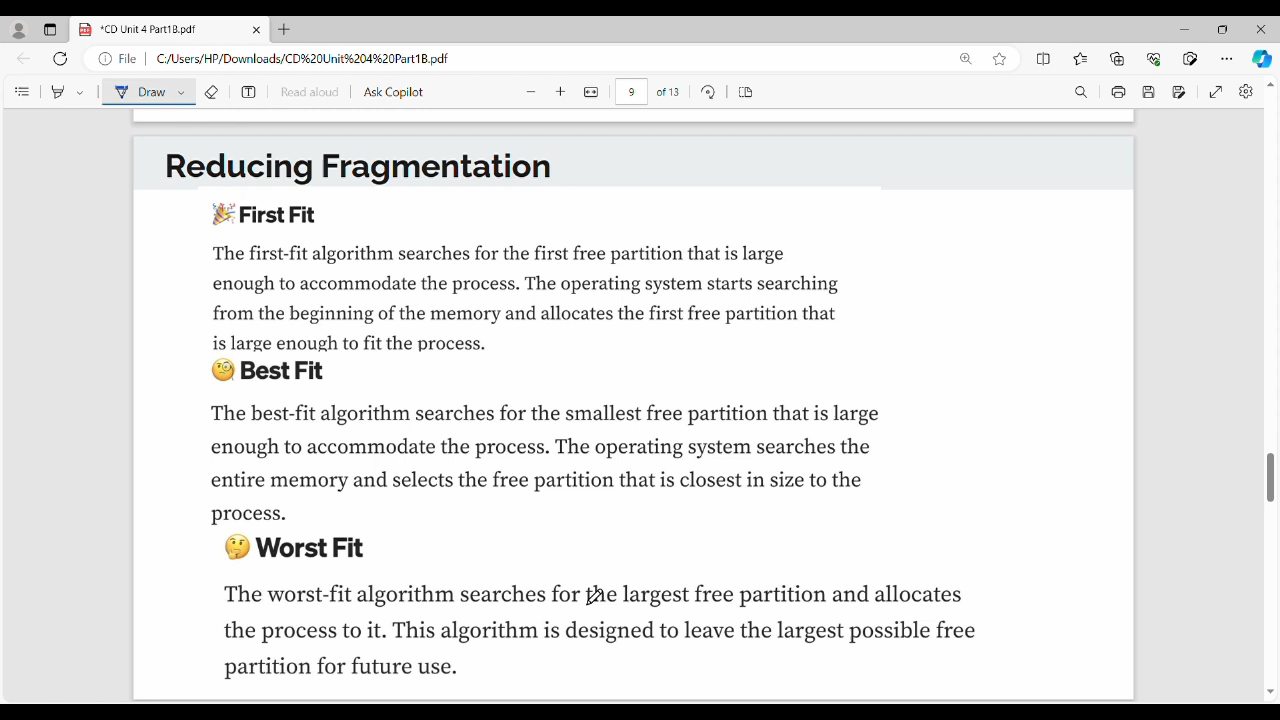 *CD Unit 4 Part1B.pdf
File C:/Users/HP/Downloads/CD%20Unit%204%20Part1B.pdf
Draw Read aloud Ask Copilot 9 of 13
Reducing Fragmentation
🎉 First Fit
The first-fit algorithm searches for the first free partition that is large
enough to accommodate the process. The operating system starts searching
from the beginning of the memory and allocates the first free partition that
is large enough to fit the process.
🧐 Best Fit
The best-fit algorithm searches for the smallest free partition that is large
enough to accommodate the process. The operating system searches the
entire memory and selects the free partition that is closest in size to the
process.
🤔 Worst Fit
The worst-fit algorithm searches for the largest free partition and allocates
the process to it. This algorithm is designed to leave the largest possible free
partition for future use.